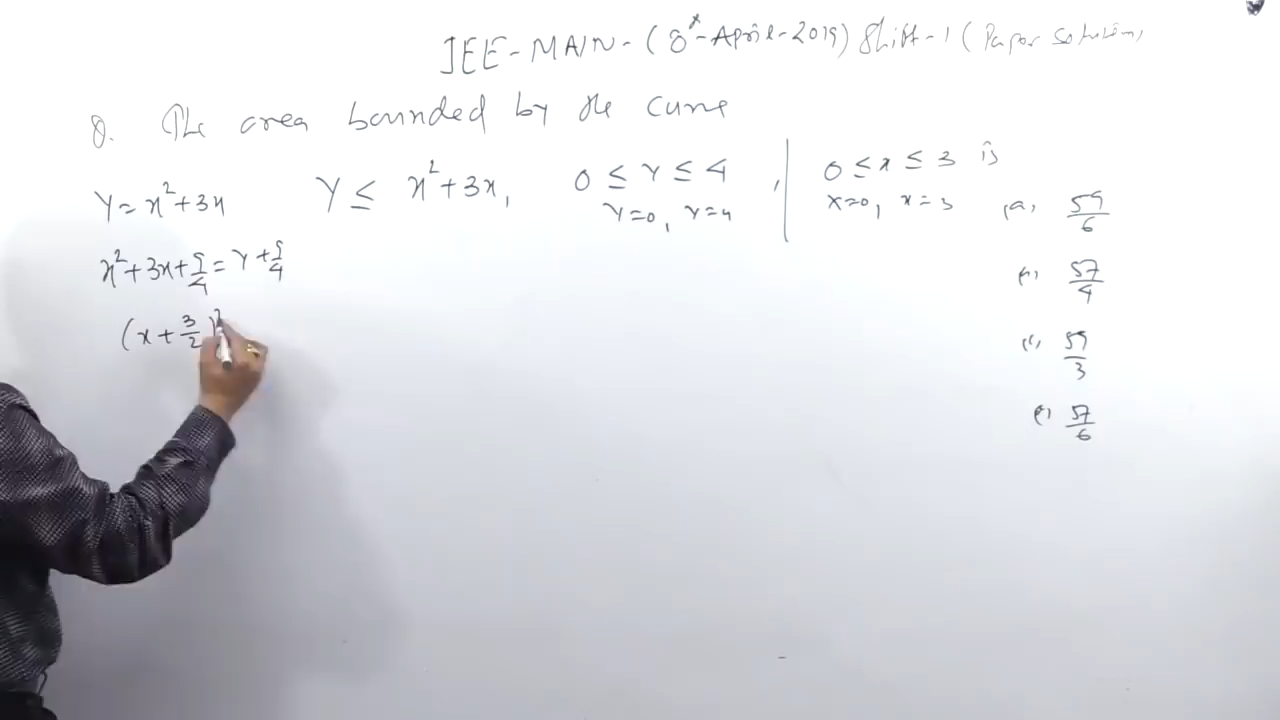 JEE-MAIN-(8-April-2019) Shift-1 (Paper solution)
Q. The area bounded by the curve
Y ≤ x²+3x, 0 ≤ Y ≤ 4, 0 ≤ x ≤ 3 is
Y=0, Y=4 x=0, x=3
(a) 59/6
57/4
59/3
57/6
Y=x²+3x
x²+3x+9/4=Y+9/4
(x+3/2)²